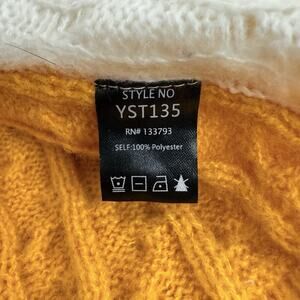 STYLE NO
YST135
RN# 133793
SELF:100% Polyester